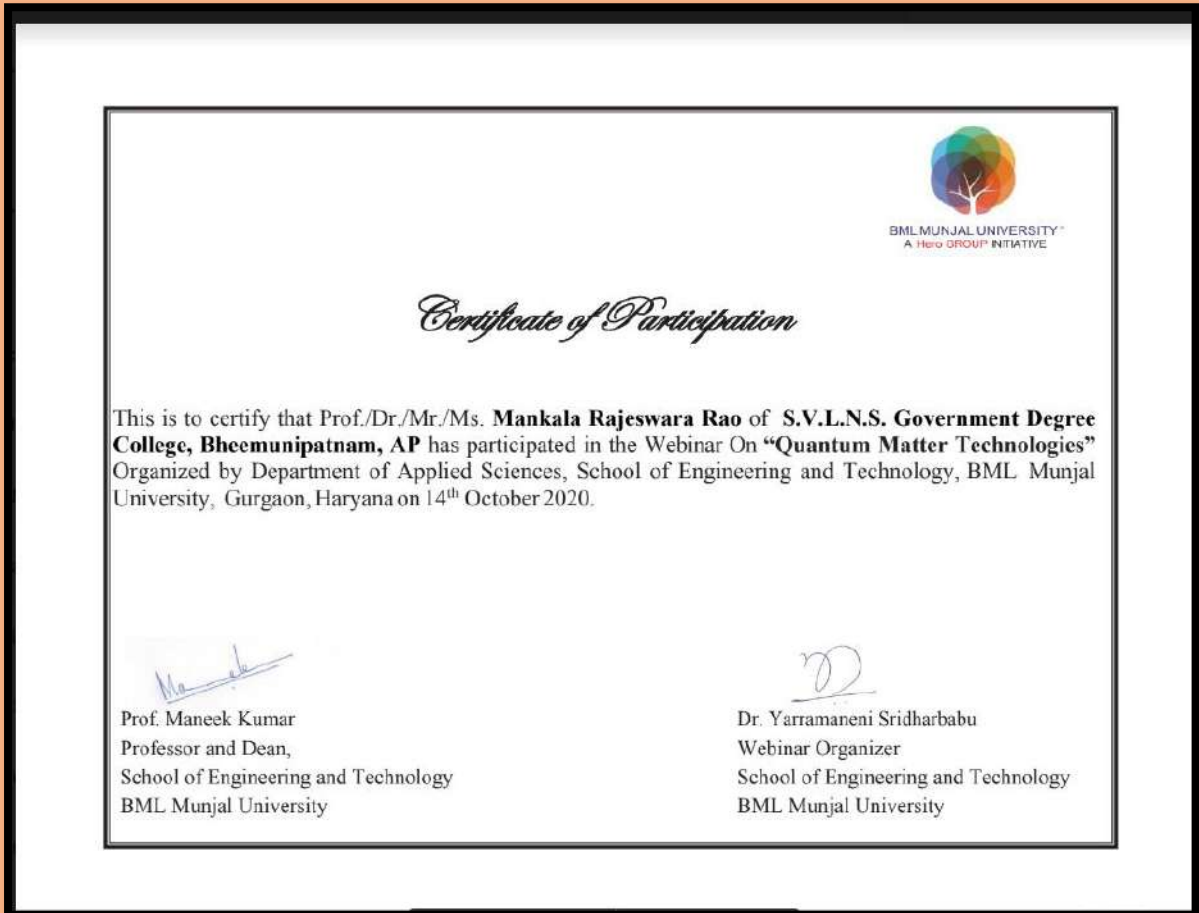 BML MUNJAL UNIVERSITY™
A Hero GROUP INITIATIVE
Certificate of Participation
This is to certify that Prof./Dr./Mr./Ms. Mankala Rajeswara Rao of S.V.L.N.S. Government Degree
College, Bheemunipatnam, AP has participated in the Webinar On “Quantum Matter Technologies”
Organized by Department of Applied Sciences, School of Engineering and Technology, BML Munjal
University, Gurgaon, Haryana on 14th October 2020.
Prof. Maneek Kumar
Professor and Dean,
School of Engineering and Technology
BML Munjal University
Dr. Yarramaneni Sridharbabu
Webinar Organizer
School of Engineering and Technology
BML Munjal University